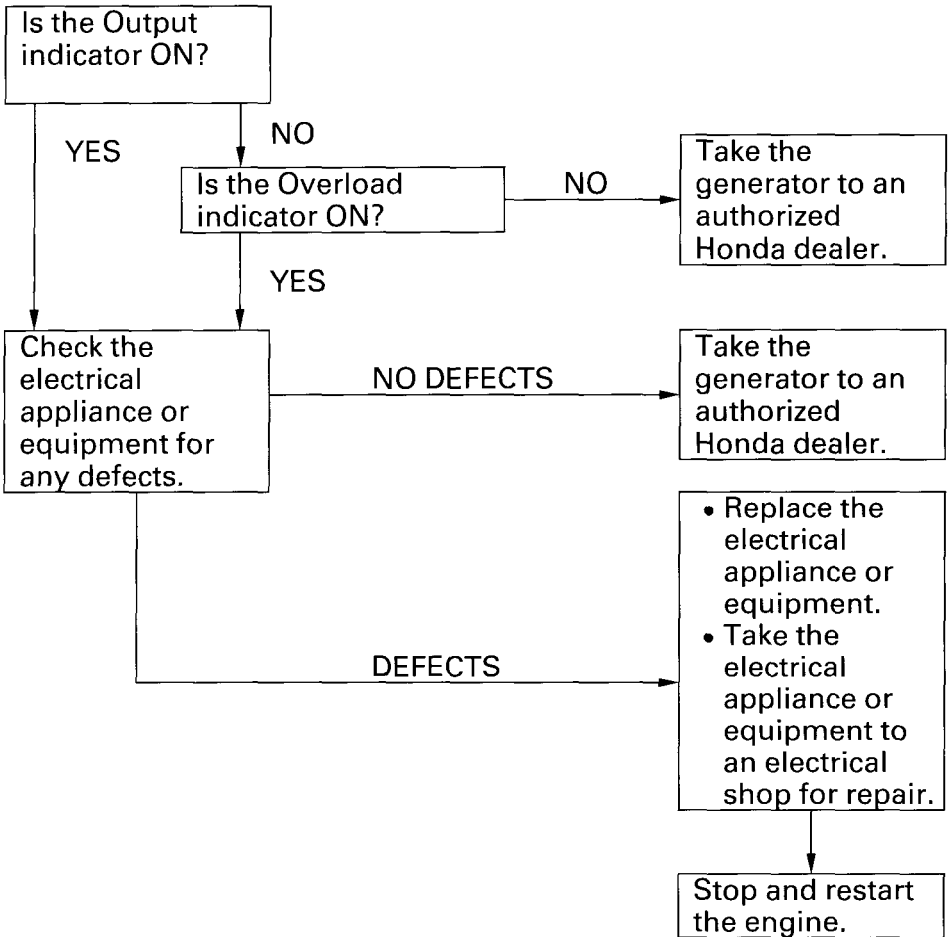 Is the Output
indicator ON?
YES
NO
Is the Overload
indicator ON?
NO
Take the
generator to an
authorized
Honda dealer.
YES
Check the
electrical
appliance or
equipment for
any defects.
NO DEFECTS
Take the
generator to an
authorized
Honda dealer.
DEFECTS
• Replace the
electrical
appliance or
equipment.
• Take the
electrical
appliance or
equipment to
an electrical
shop for repair.
Stop and restart
the engine.